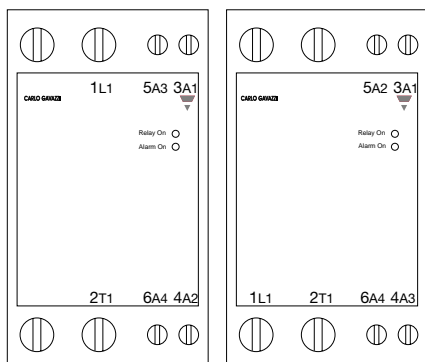 1L1 5A3 3A1
CARLO GAVAZZI
Relay On
Alarm On
2T1 6A4 4A2
5A2 3A1
CARLO GAVAZZI
Relay On
Alarm On
1L1 2T1 6A4 4A3